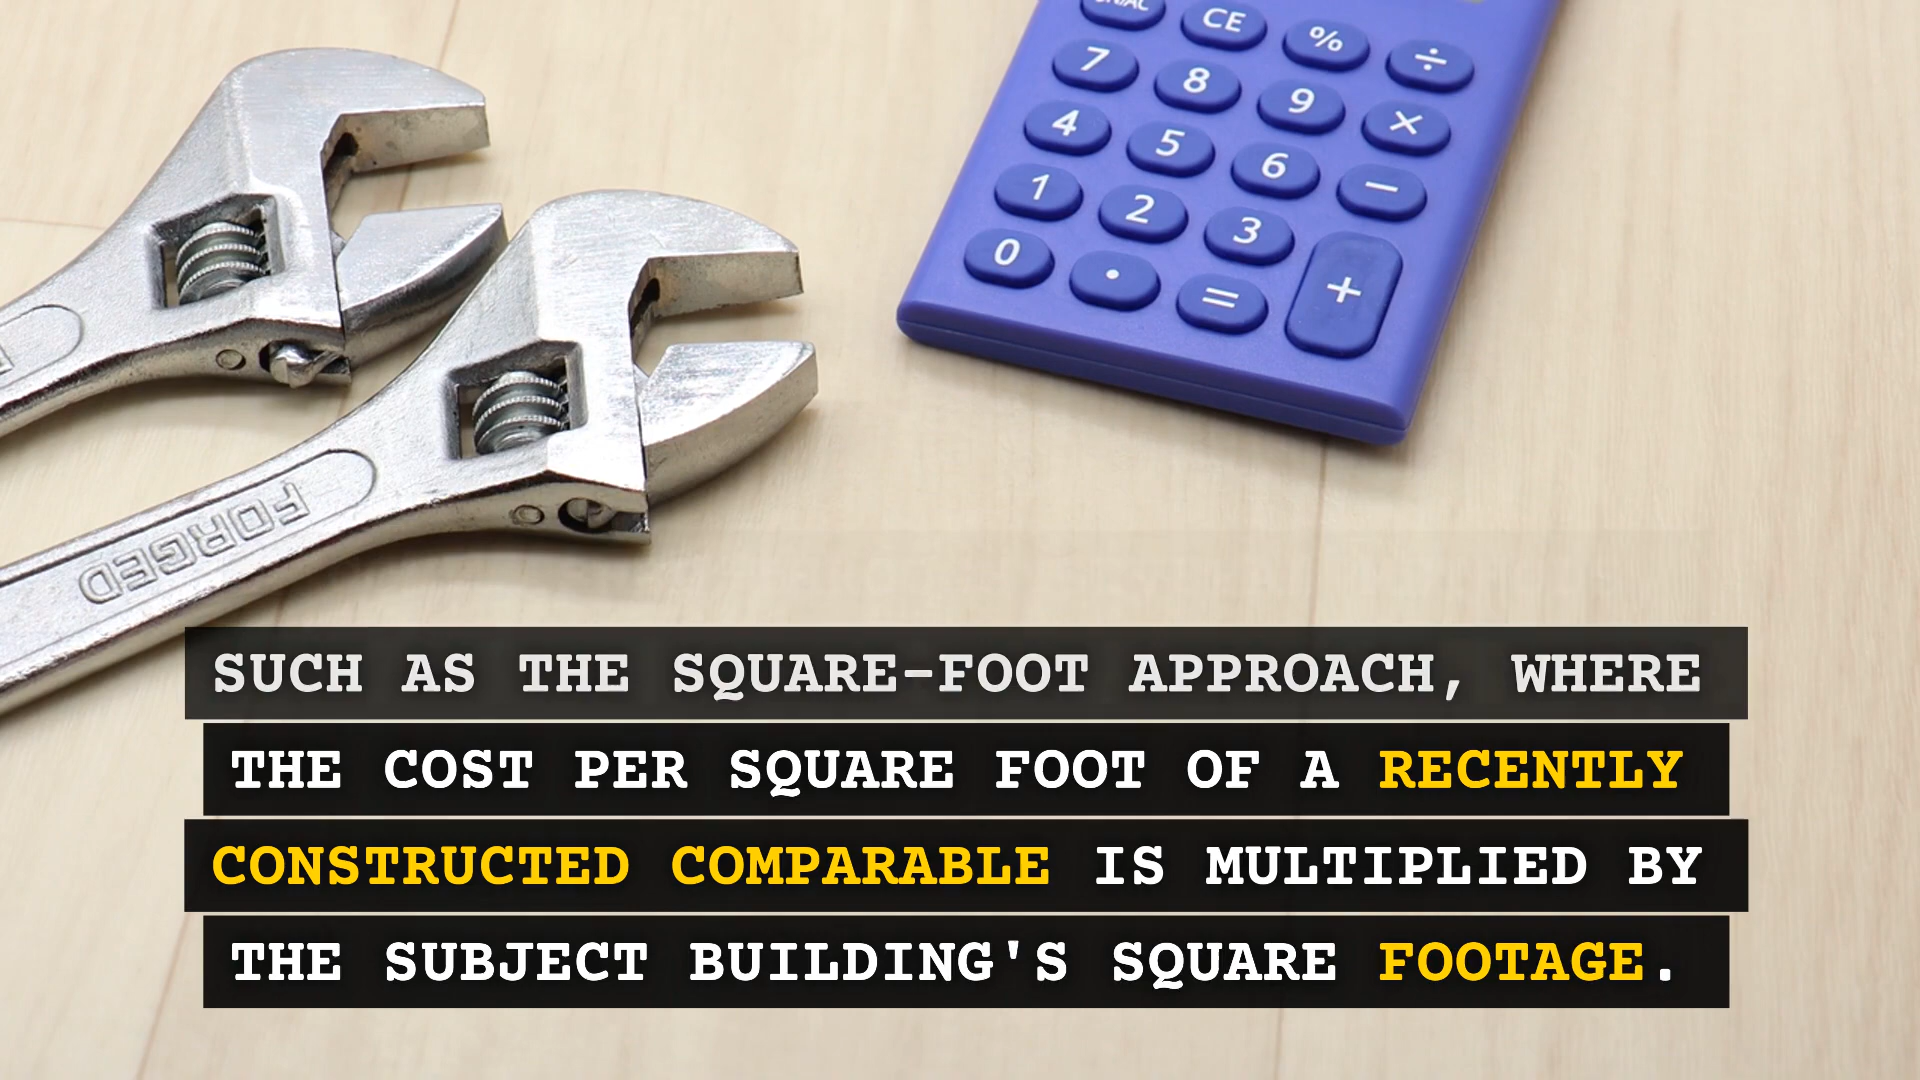 CE % ÷
7 8 9 ×
4 5 6 −
1 2 3
0 . = +
FORGED
SUCH AS THE SQUARE-FOOT APPROACH, WHERE
THE COST PER SQUARE FOOT OF A RECENTLY
CONSTRUCTED COMPARABLE IS MULTIPLIED BY
THE SUBJECT BUILDING'S SQUARE FOOTAGE.